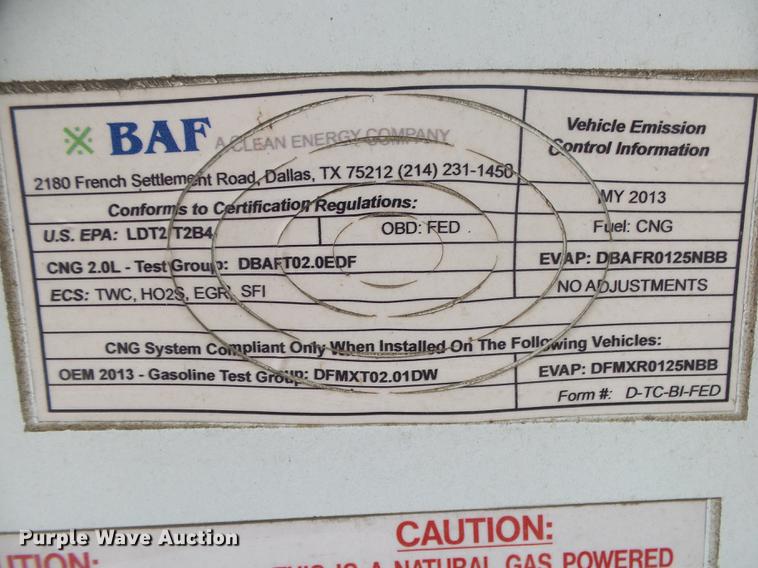 BAF A CLEAN ENERGY COMPANY
2180 French Settlement Road, Dallas, TX 75212 (214) 231-1450
Vehicle Emission
Control Information
Conforms to Certification Regulations:
MY 2013
U.S. EPA: LDT2 T2B4
OBD: FED
Fuel: CNG
CNG 2.0L - Test Group: DBAFT02.0EDF
EVAP: DBAFR0125NBB
ECS: TWC, HO2S, EGR, SFI
NO ADJUSTMENTS
CNG System Compliant Only When Installed On The Following Vehicles:
OEM 2013 - Gasoline Test Group: DFMXT02.01DW
EVAP: DFMXR0125NBB
Form #: D-TC-BI-FED
CAUTION:
THIS IS A NATURAL GAS POWERED
Purple Wave Auction